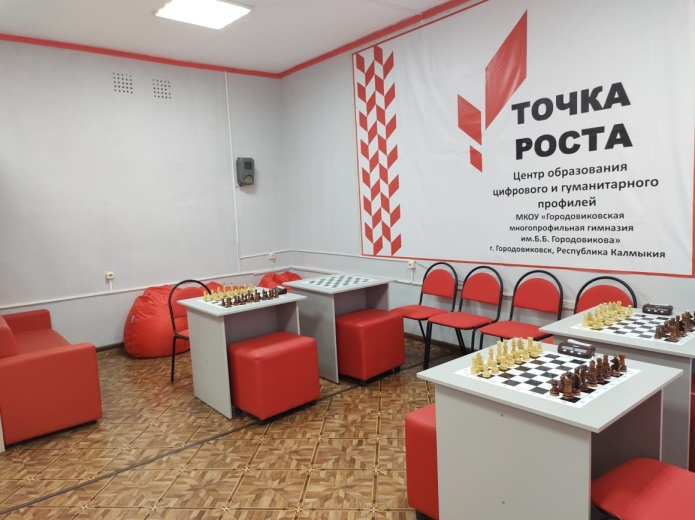 ТОЧКА
РОСТА
Центр образования
цифрового и гуманитарного
профилей
МКОУ «Городовиковская
многопрофильная гимназия
им.Б.Б. Городовикова»
г. Городовиковск, Республика Калмыкия